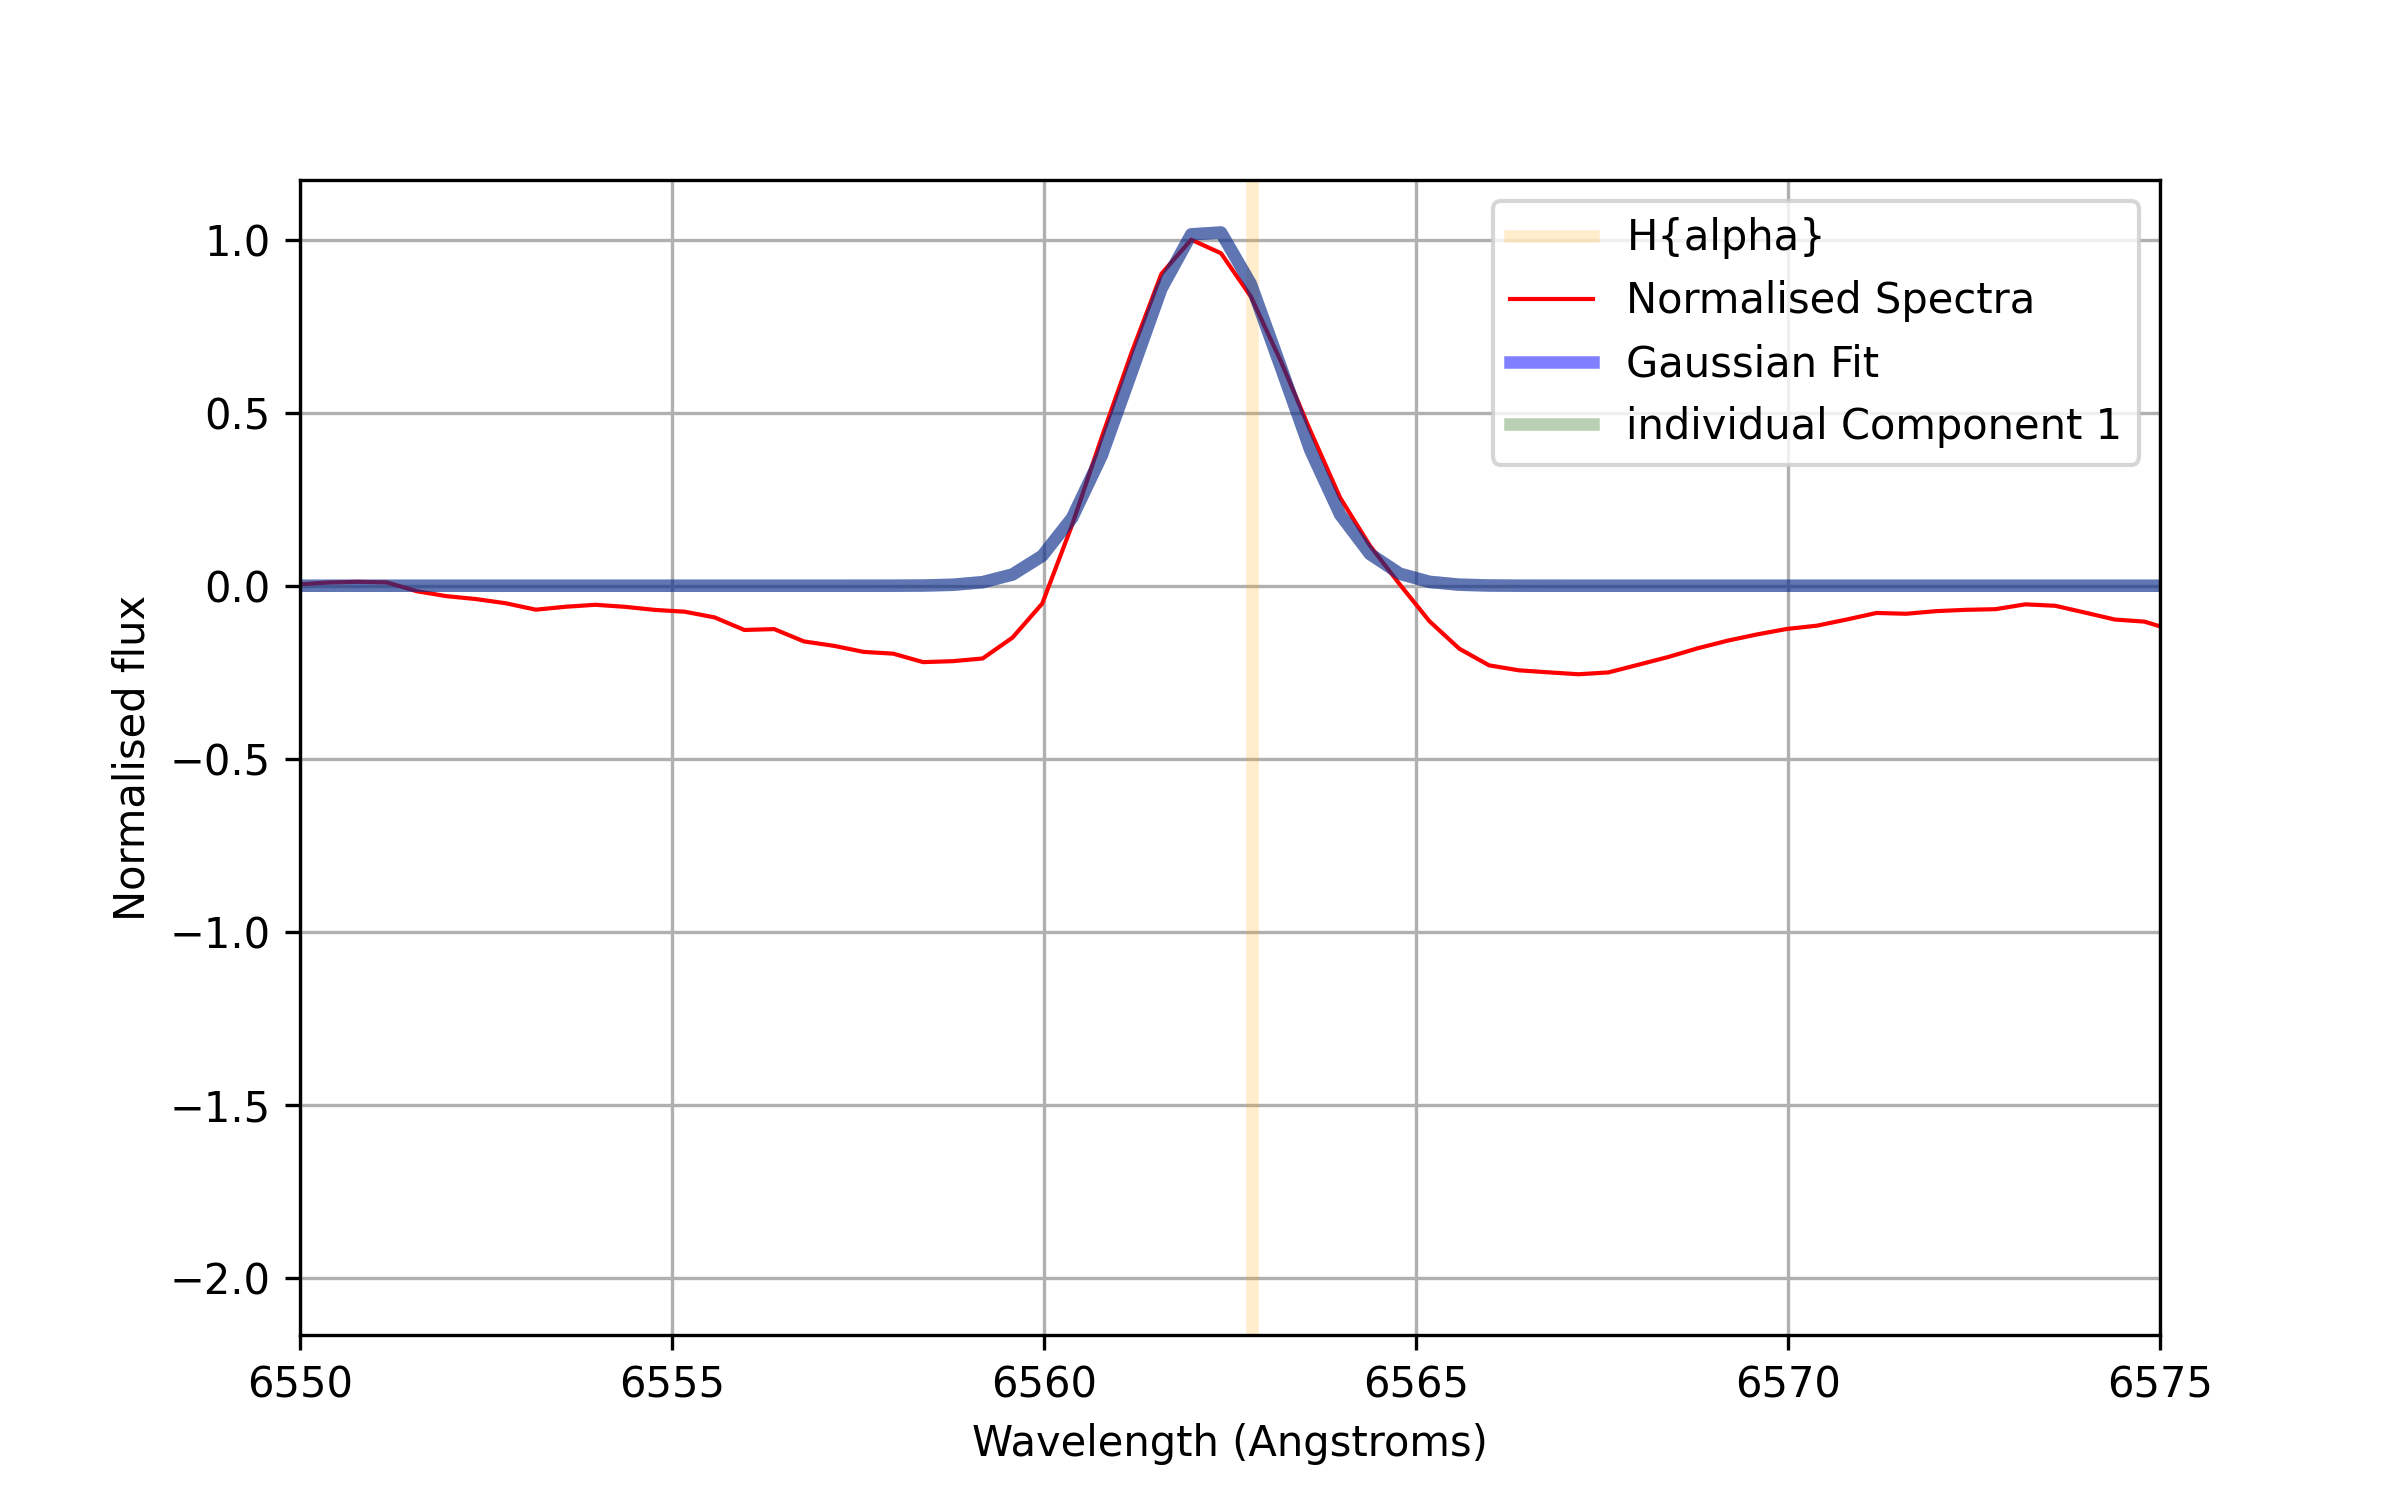 H{alpha}
Normalised Spectra
Gaussian Fit
individual Component 1
1.0
0.5
0.0
−0.5
−1.0
−1.5
−2.0
Normalised flux
6550 6555 6560 6565 6570 6575
Wavelength (Angstroms)